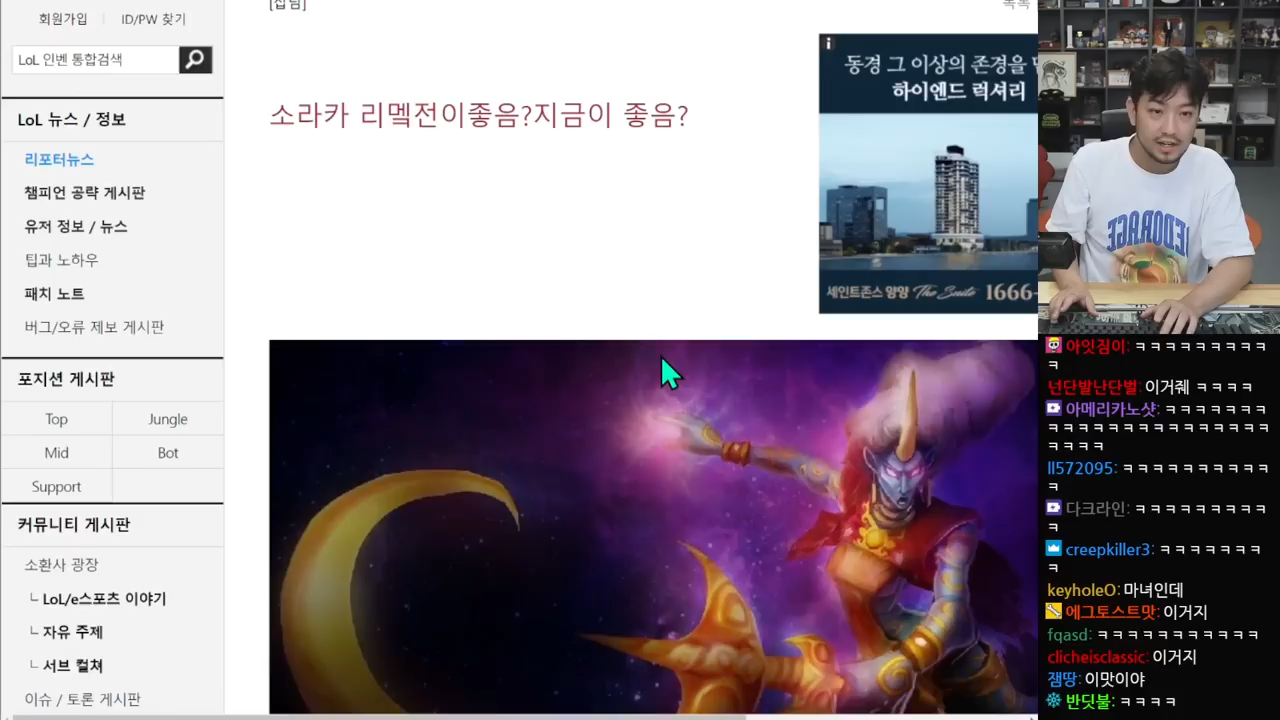 회원가입
ID/PW 찾기
[잡담]
목록
LoL 인벤 통합검색
LoL 뉴스 / 정보
리포터뉴스
챔피언 공략 게시판
유저 정보 / 뉴스
팁과 노하우
패치 노트
버그/오류 제보 게시판
포지션 게시판
Top
Jungle
Mid
Bot
Support
커뮤니티 게시판
소환사 광장
└ LoL/e스포츠 이야기
└ 자유 주제
└ 서브 컬쳐
이슈 / 토론 게시판
소라카 리멬전이좋음?지금이 좋음?
동경 그 이상의 존경을
하이엔드 럭셔리
세인트존스 양양 The Suite 1666-
아잇짐이: ㅋㅋㅋㅋㅋㅋㅋㅋㅋ
ㅋ
넌단발난단벌: 이거줴 ㅋㅋㅋㅋ
아메리카노샷: ㅋㅋㅋㅋㅋㅋㅋ
ㅋㅋㅋㅋㅋㅋㅋㅋㅋㅋㅋㅋㅋㅋㅋ
ㅋㅋㅋㅋ
ll572095: ㅋㅋㅋㅋㅋㅋㅋㅋㅋㅋ
ㅋ
다크라인: ㅋㅋㅋㅋㅋㅋㅋㅋㅋ
ㅋ
creepkiller3: ㅋㅋㅋㅋㅋㅋㅋ
ㅋ
keyholeO: 마녀인데
에그토스트맛: 이거지
fqasd: ㅋㅋㅋㅋㅋㅋㅋㅋㅋㅋㅋ
clicheisclassic: 이거지
잼땅: 이맛이야
반딧불: ㅋㅋㅋㅋ